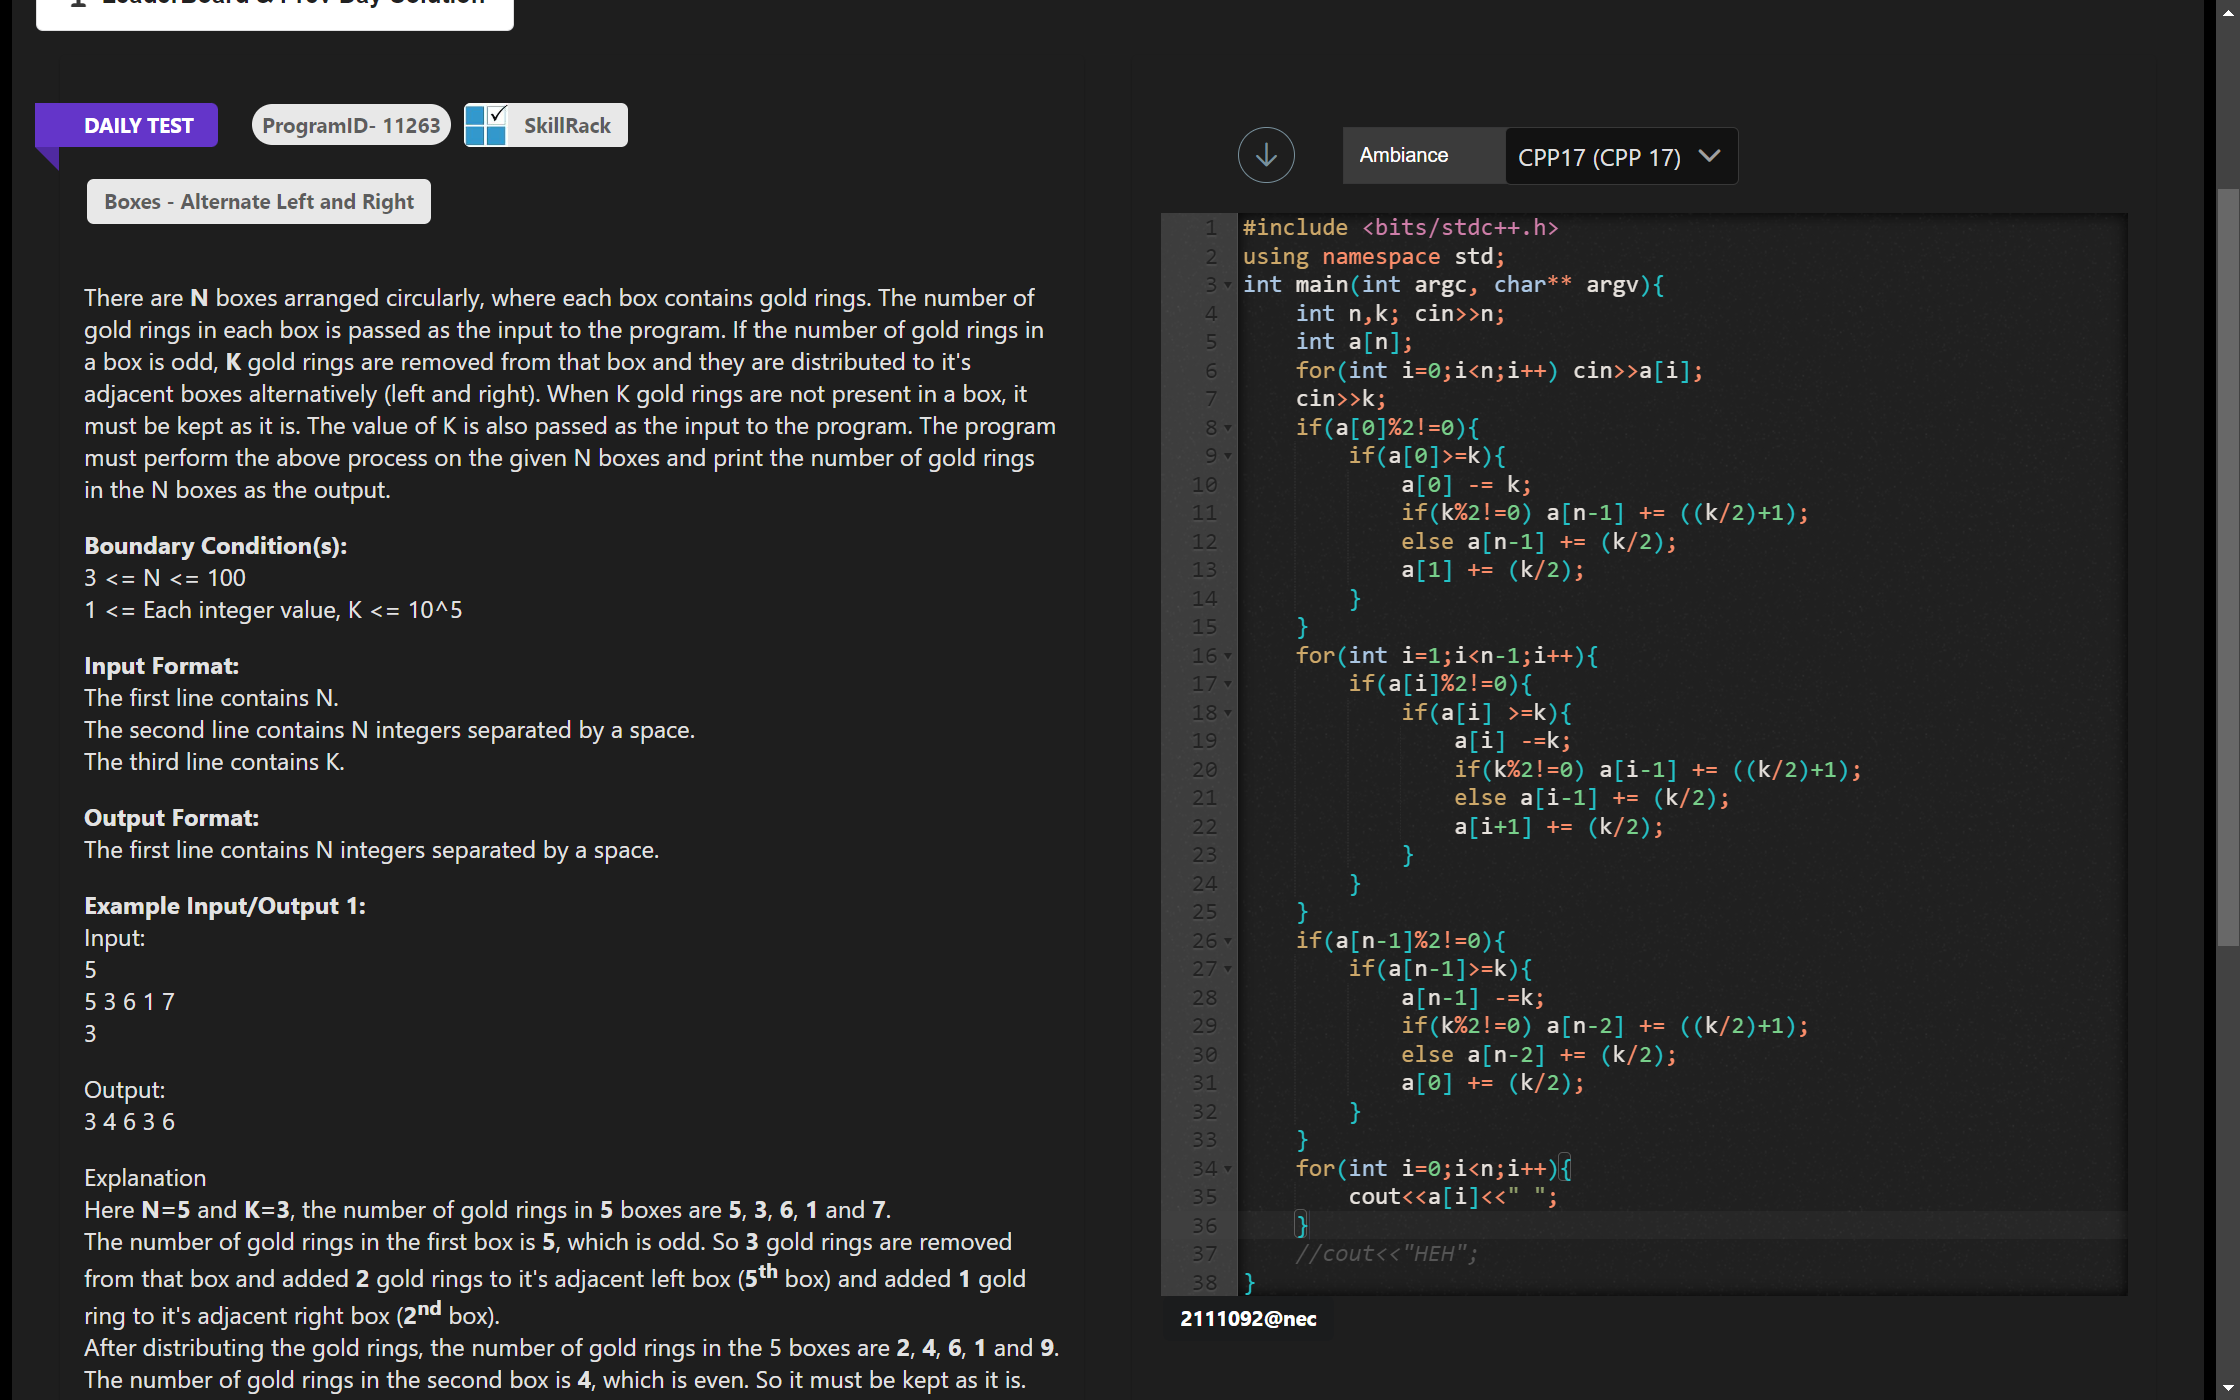 LeaderBoard & Prev Day Solution
DAILY TEST
ProgramID- 11263
SkillRack
Boxes - Alternate Left and Right
There are N boxes arranged circularly, where each box contains gold rings. The number of
gold rings in each box is passed as the input to the program. If the number of gold rings in
a box is odd, K gold rings are removed from that box and they are distributed to it's
adjacent boxes alternatively (left and right). When K gold rings are not present in a box, it
must be kept as it is. The value of K is also passed as the input to the program. The program
must perform the above process on the given N boxes and print the number of gold rings
in the N boxes as the output.
Boundary Condition(s):
3 <= N <= 100
1 <= Each integer value, K <= 10^5
Input Format:
The first line contains N.
The second line contains N integers separated by a space.
The third line contains K.
Output Format:
The first line contains N integers separated by a space.
Example Input/Output 1:
Input:
5
5 3 6 1 7
3
Output:
3 4 6 3 6
Explanation
Here N=5 and K=3, the number of gold rings in 5 boxes are 5, 3, 6, 1 and 7.
The number of gold rings in the first box is 5, which is odd. So 3 gold rings are removed
from that box and added 2 gold rings to it's adjacent left box (5th box) and added 1 gold
ring to it's adjacent right box (2nd box).
After distributing the gold rings, the number of gold rings in the 5 boxes are 2, 4, 6, 1 and 9.
The number of gold rings in the second box is 4, which is even. So it must be kept as it is.
Ambiance
CPP17 (CPP 17)
1 #include <bits/stdc++.h>
2 using namespace std;
3 int main(int argc, char** argv){
4     int n,k; cin>>n;
5     int a[n];
6     for(int i=0;i<n;i++) cin>>a[i];
7     cin>>k;
8     if(a[0]%2!=0){
9         if(a[0]>=k){
10             a[0] -= k;
11             if(k%2!=0) a[n-1] += ((k/2)+1);
12             else a[n-1] += (k/2);
13             a[1] += (k/2);
14         }
15     }
16     for(int i=1;i<n-1;i++){
17         if(a[i]%2!=0){
18             if(a[i] >=k){
19                 a[i] -=k;
20                 if(k%2!=0) a[i-1] += ((k/2)+1);
21                 else a[i-1] += (k/2);
22                 a[i+1] += (k/2);
23             }
24         }
25     }
26     if(a[n-1]%2!=0){
27         if(a[n-1]>=k){
28             a[n-1] -=k;
29             if(k%2!=0) a[n-2] += ((k/2)+1);
30             else a[n-2] += (k/2);
31             a[0] += (k/2);
32         }
33     }
34     for(int i=0;i<n;i++){
35         cout<<a[i]<<" ";
36     }
37     //cout<<"HEH";
38 }
2111092@nec